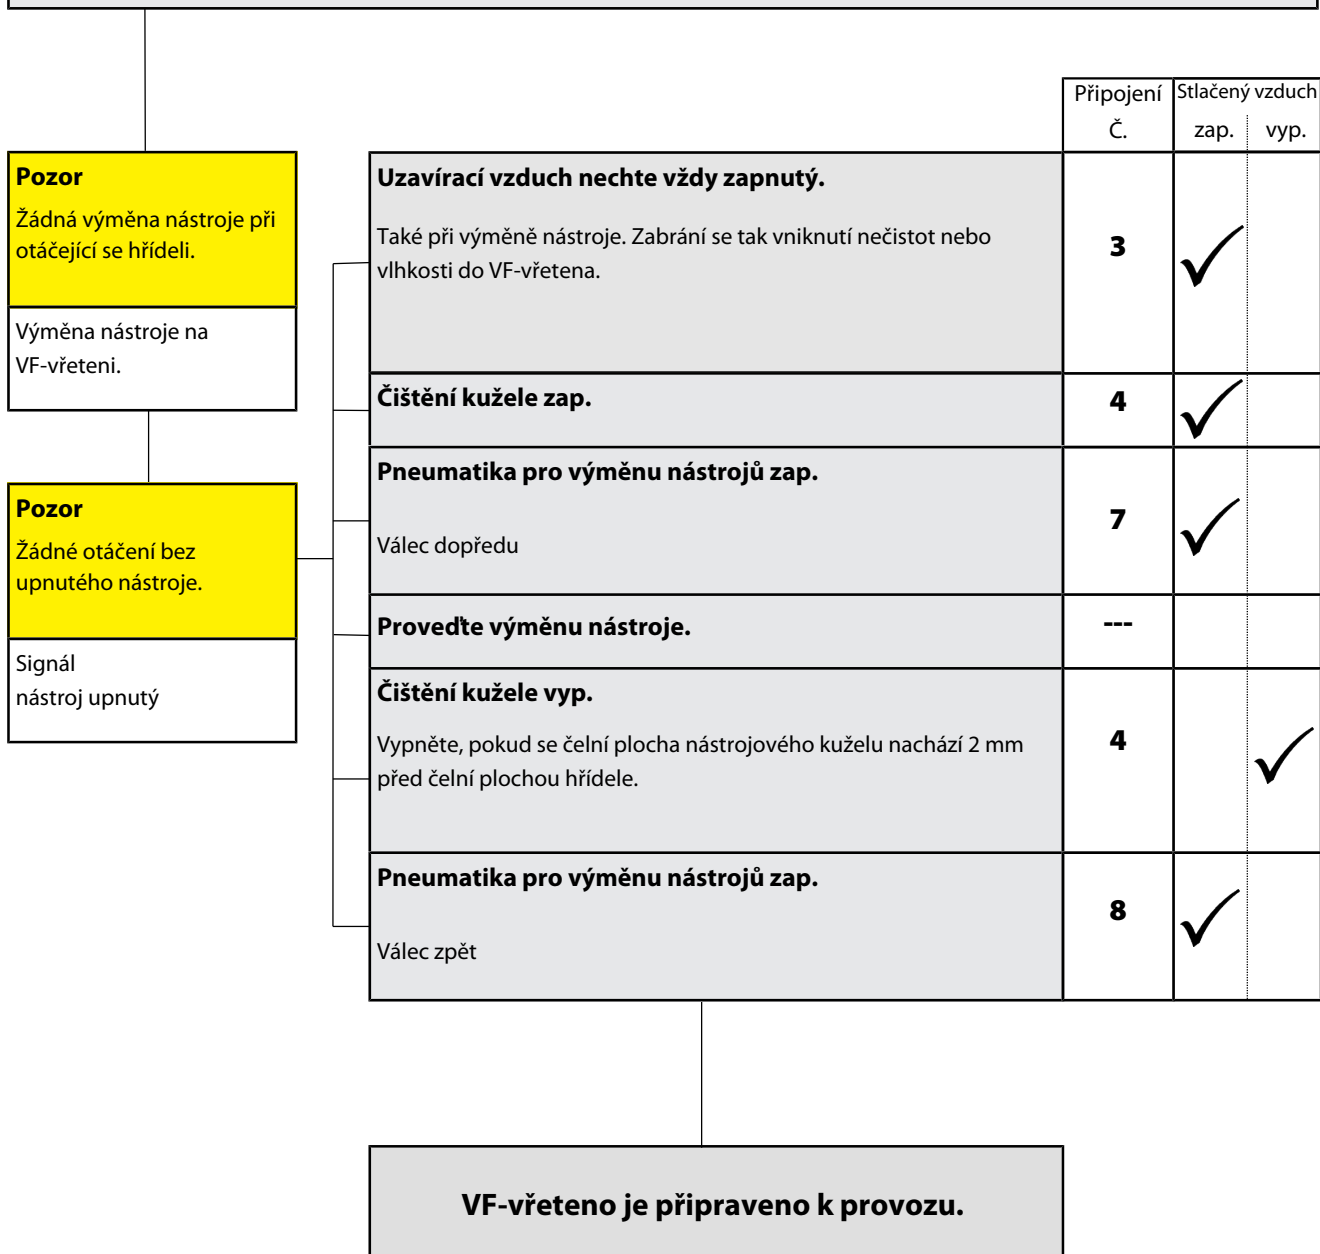 Připojení
Č.
Stlačený vzduch
zap.
vyp.
Pozor
Žádná výměna nástroje při
otáčející se hřídeli.
Výměna nástroje na
VF-vřeteni.
Pozor
Žádné otáčení bez
upnutého nástroje.
Signál
nástroj upnutý
Uzavírací vzduch nechte vždy zapnutý.
Také při výměně nástroje. Zabrání se tak vniknutí nečistot nebo
vlhkosti do VF-vřetena.
3
Čištění kužele zap.
4
Pneumatika pro výměnu nástrojů zap.
Válec dopředu
7
Proveďte výměnu nástroje.
---
Čištění kužele vyp.
Vypněte, pokud se čelní plocha nástrojového kuželu nachází 2 mm
před čelní plochou hřídele.
4
Pneumatika pro výměnu nástrojů zap.
Válec zpět
8
VF-vřeteno je připraveno k provozu.